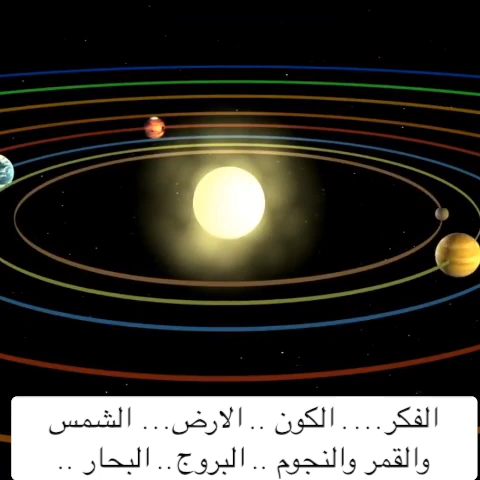 الفكر.... الكون .. الارض... الشمس
والقمر والنجوم .. البروج.. البحار ..